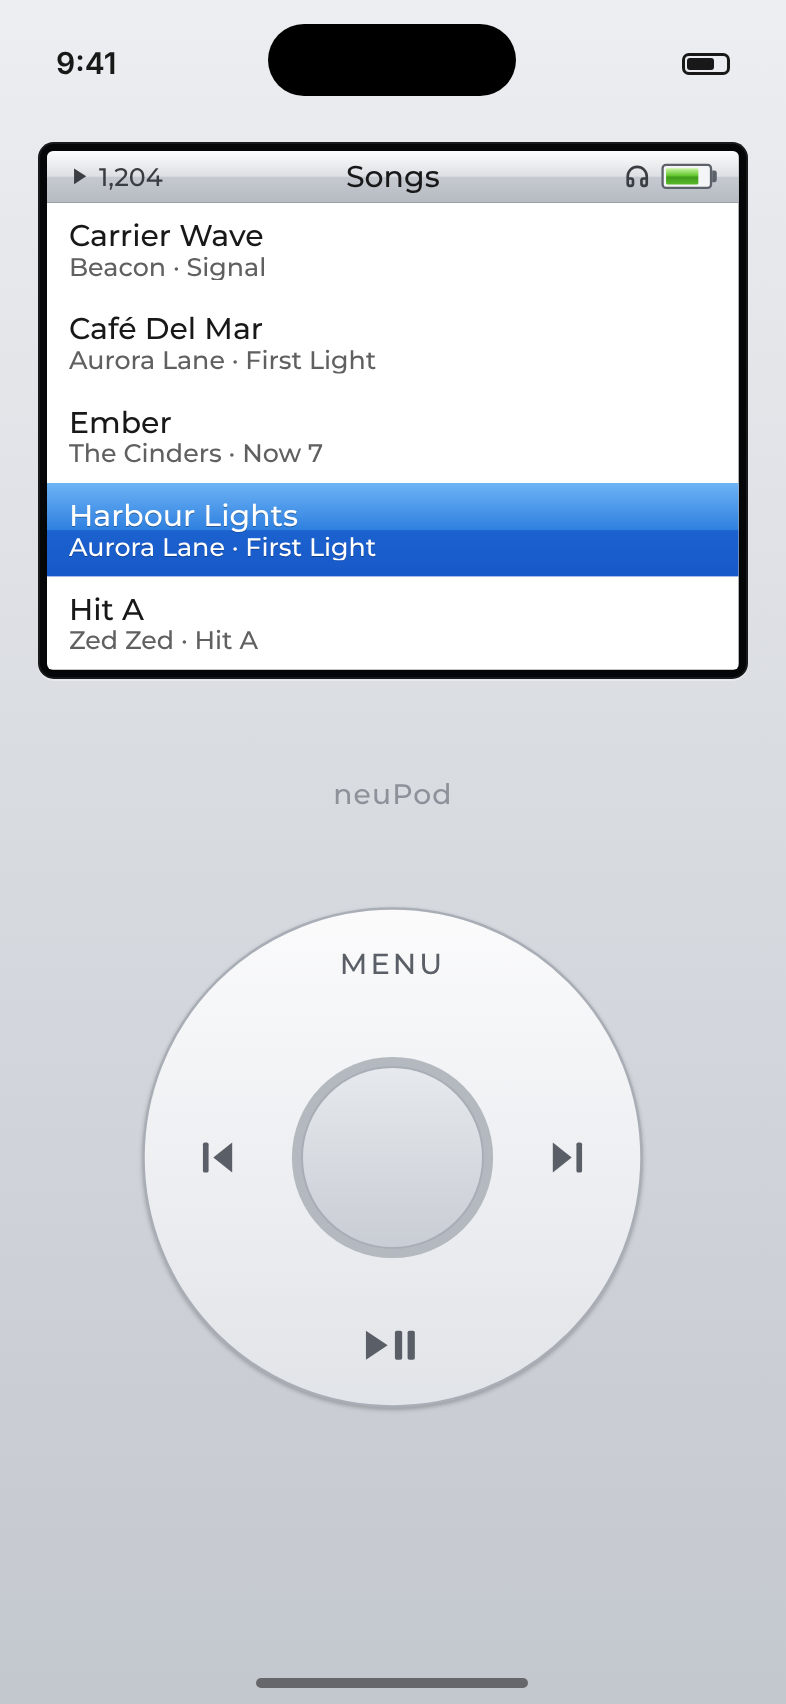 9:41
1,204 Songs
Carrier Wave
Beacon · Signal
Café Del Mar
Aurora Lane · First Light
Ember
The Cinders · Now 7
Harbour Lights
Aurora Lane · First Light
Hit A
Zed Zed · Hit A
neuPod
MENU